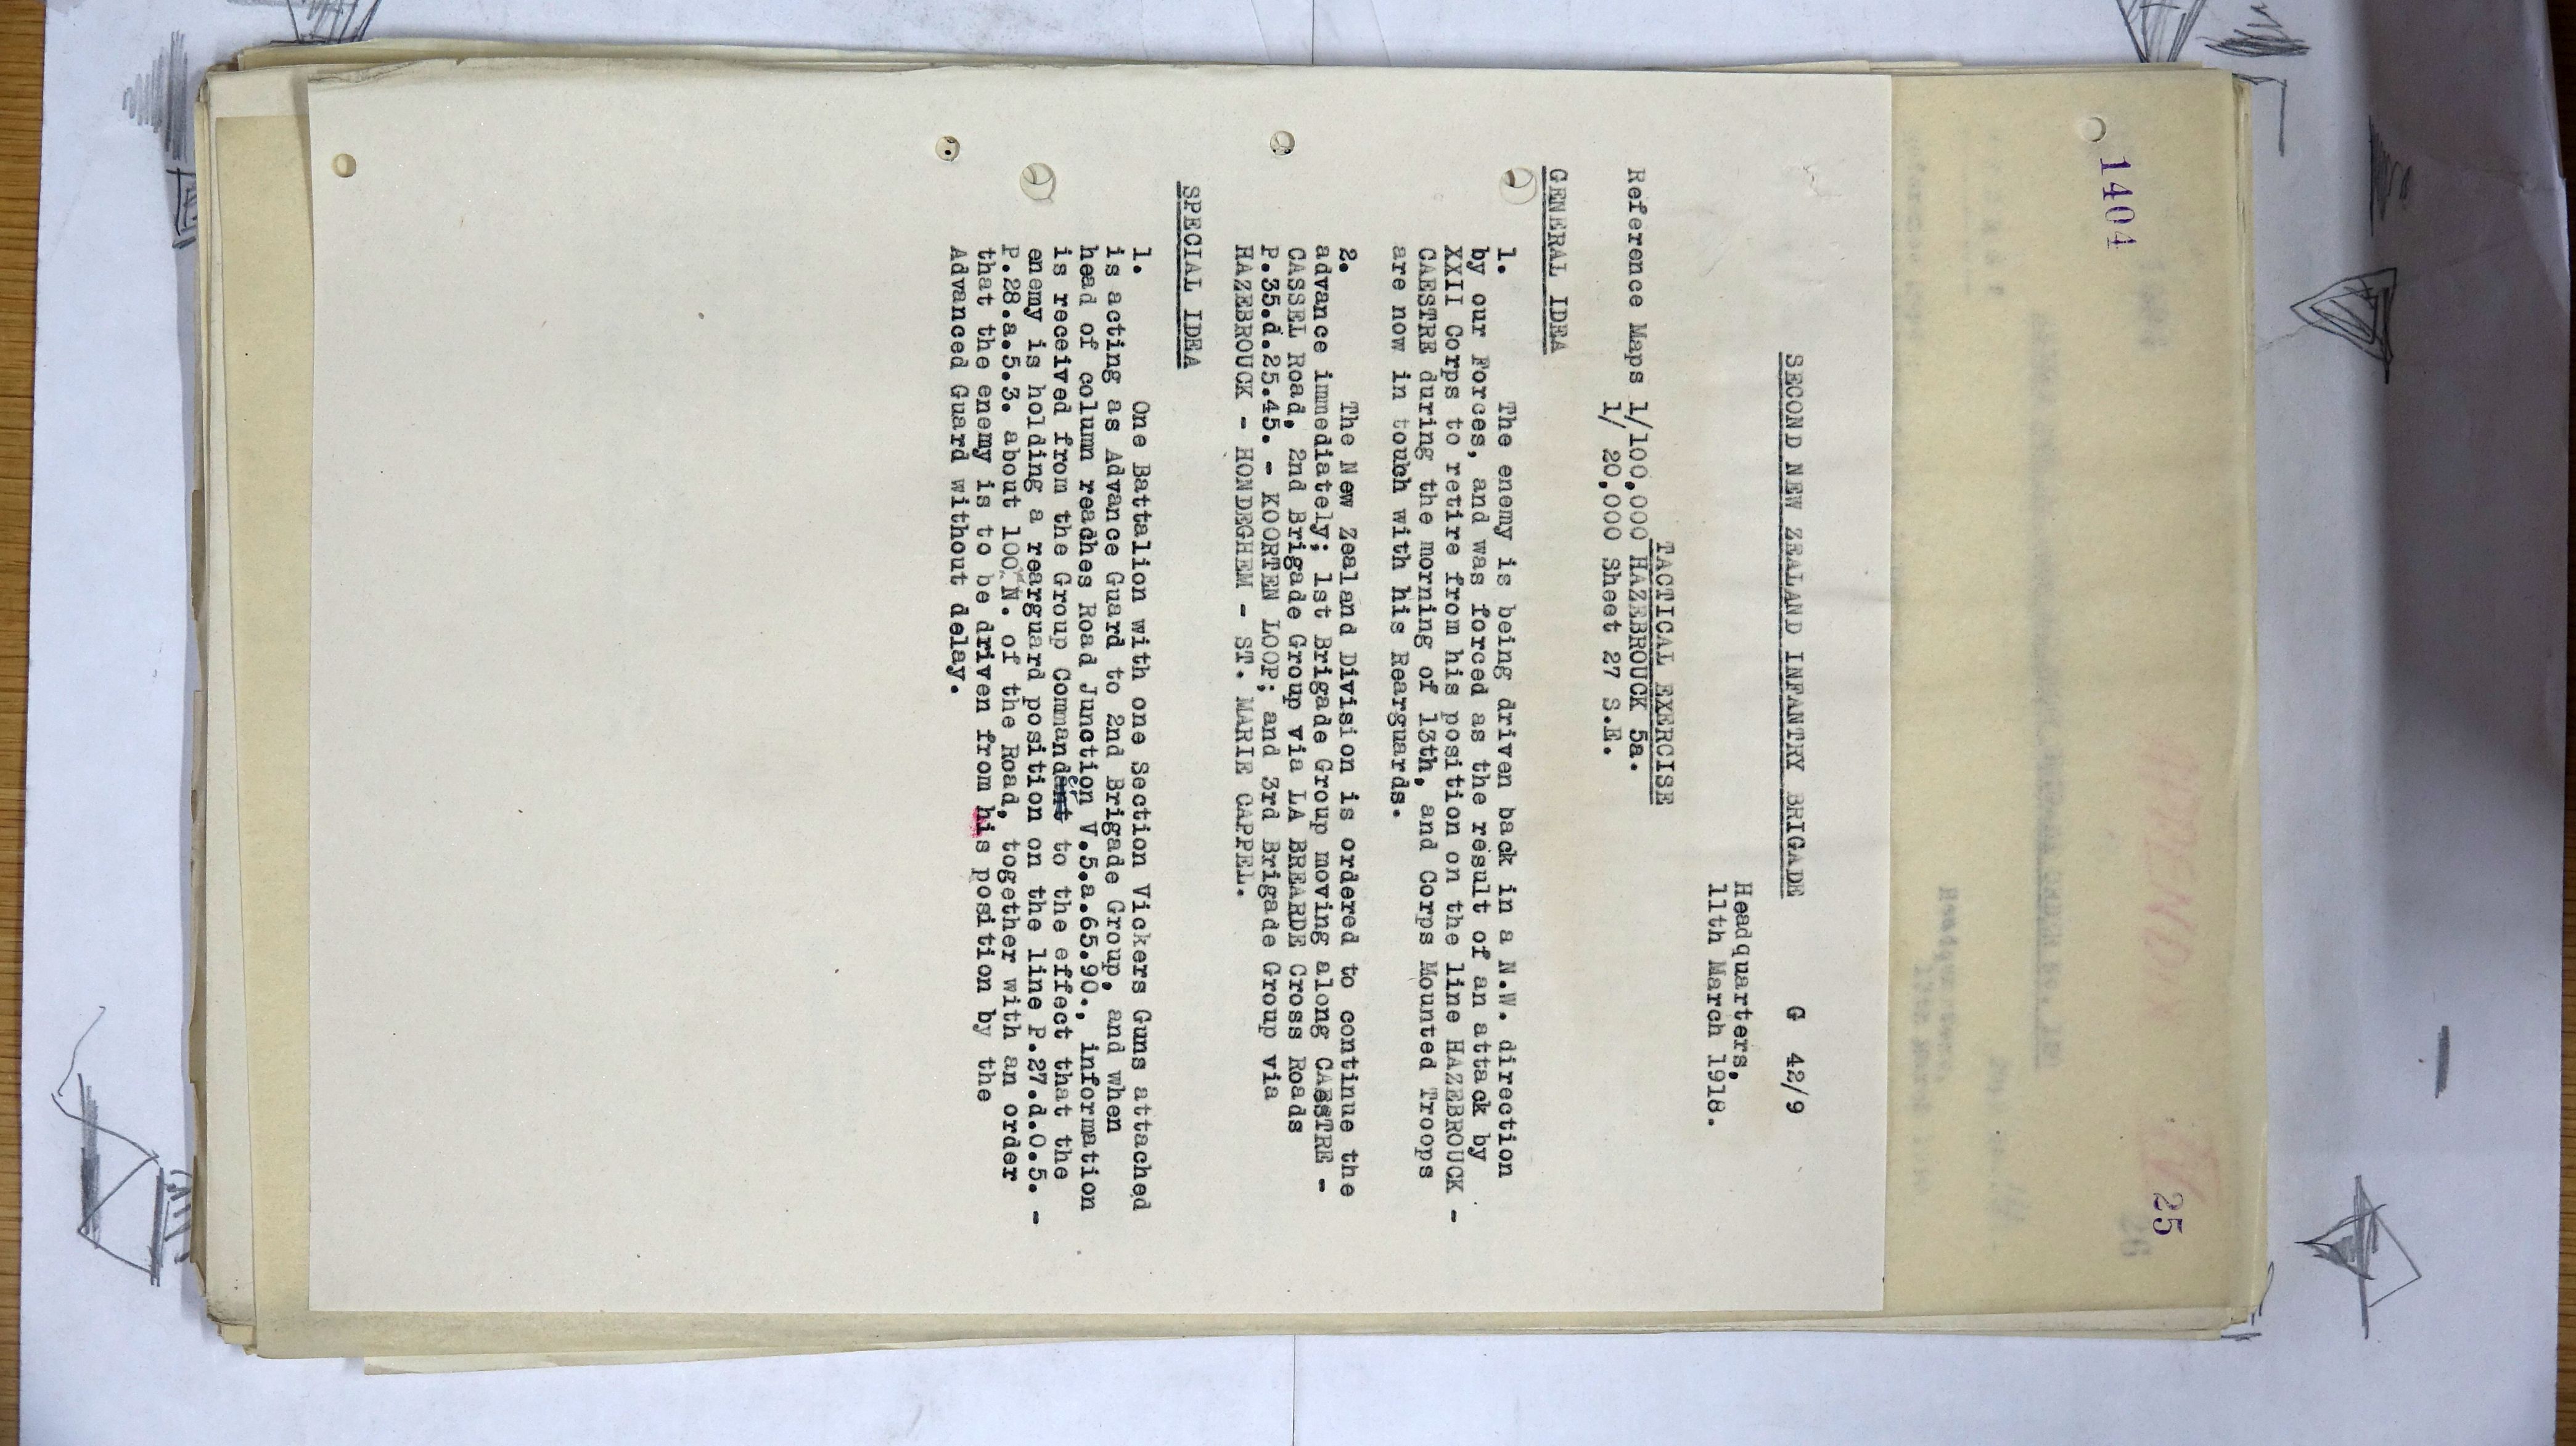 1404
25
SECOND NEW ZEALAND INFANTRY BRIGADE G 42/9
Headquarters,
11th March 1918.
TACTICAL EXERCISE
Reference Maps 1/100,000 HAZEBROUCK 5a.
1/ 20,000 Sheet 27 S.E.
GENERAL IDEA
1. The enemy is being driven back in a N.W. direction
by our Forces, and was forced as the result of an attack by
XXII Corps to retire from his position on the line HAZEBROUCK -
CAESTRE during the morning of 13th, and Corps Mounted Troops
are now in touch with his Rearguards.
2. The New Zealand Division is ordered to continue the
advance immediately; 1st Brigade Group moving along CAESTRE -
CASSEL Road, 2nd Brigade Group via LA BREARDE Cross Roads
P.35.d.25.45. - KOORTEN LOOP; and 3rd Brigade Group via
HAZEBROUCK - HONDEGHEM - ST. MARIE CAPPEL.
SPECIAL IDEA
1. One Battalion with one Section Vickers Guns attached
is acting as Advance Guard to 2nd Brigade Group, and when
head of column reaches Road Junction V.5.a.65.90., information
is received from the Group Commander to the effect that the
enemy is holding a rearguard position on the line P.27.d.0.5. -
P.28.a.5.3. about 100 N. of the Road, together with an order
that the enemy is to be driven from his position by the
Advanced Guard without delay.